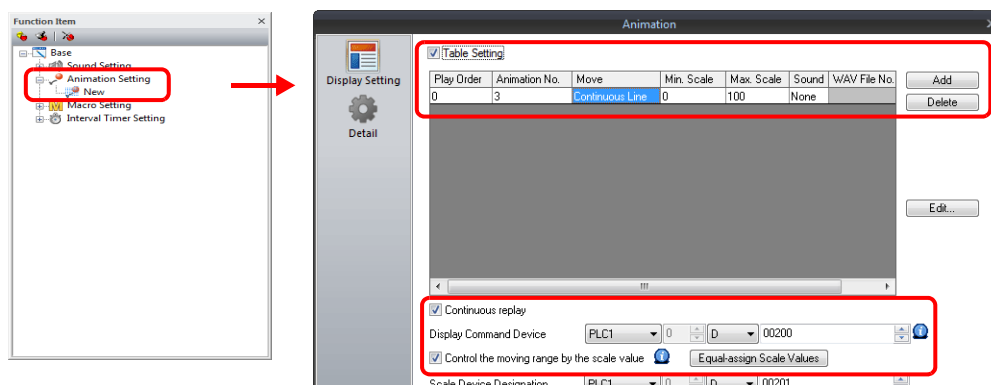 Function Item
Base
Sound Setting
Animation Setting
New
Macro Setting
Interval Timer Setting
Animation
Display Setting
Detail
Table Setting
Play Order Animation No. Move Min. Scale Max. Scale Sound WAV File No.
0 3 Continuous Line 0 100 None
Add
Delete
Edit...
Continuous replay
Display Command Device PLC1 0 D 00200
Control the moving range by the scale value Equal-assign Scale Values
Scale Device Designation PLC1 0 D 00201